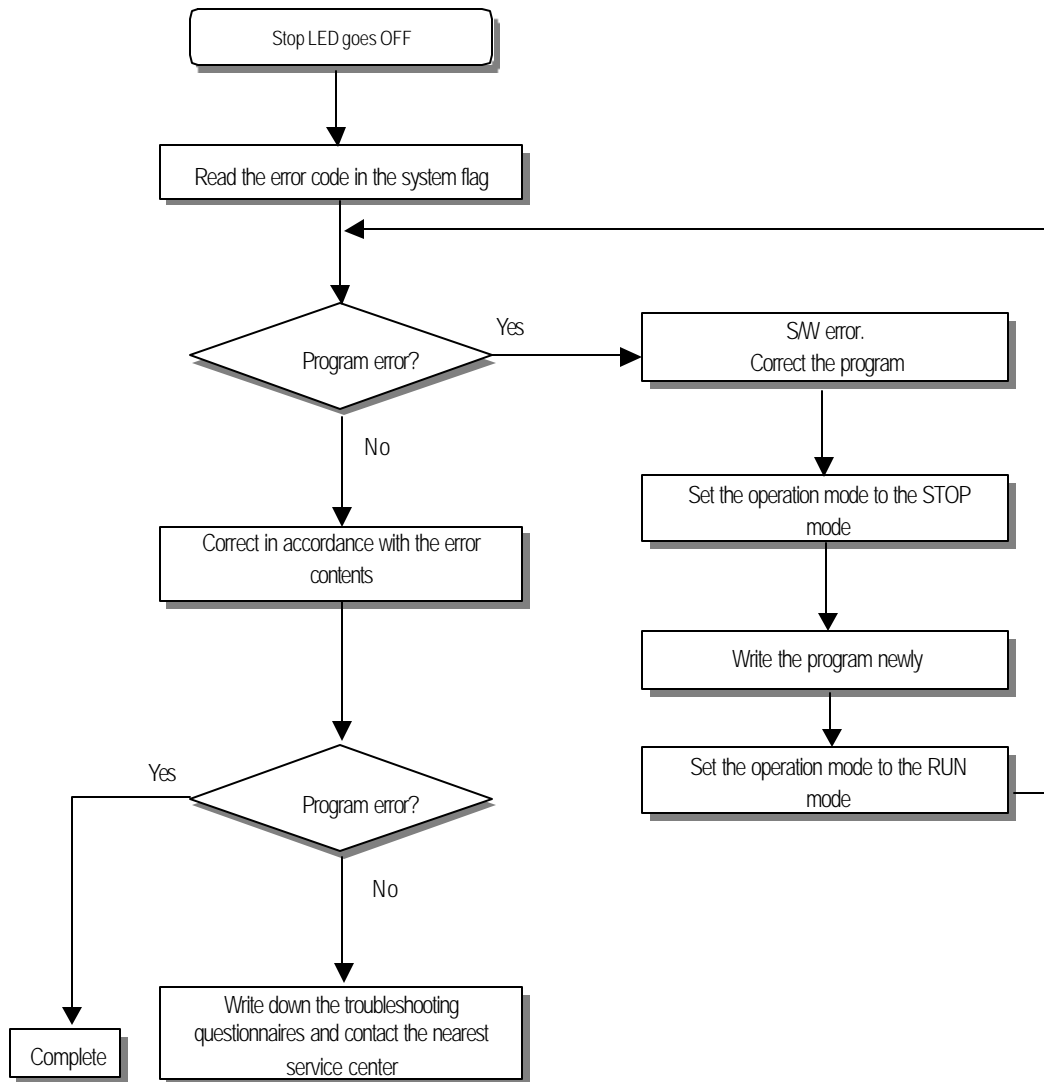 Stop LED goes OFF
Read the error code in the system flag
Program error?
Yes
S/W error.
Correct the program
No
Set the operation mode to the STOP
mode
Correct in accordance with the error
contents
Write the program newly
Set the operation mode to the RUN
mode
Program error?
Yes
No
Write down the troubleshooting
questionnaires and contact the nearest
service center
Complete